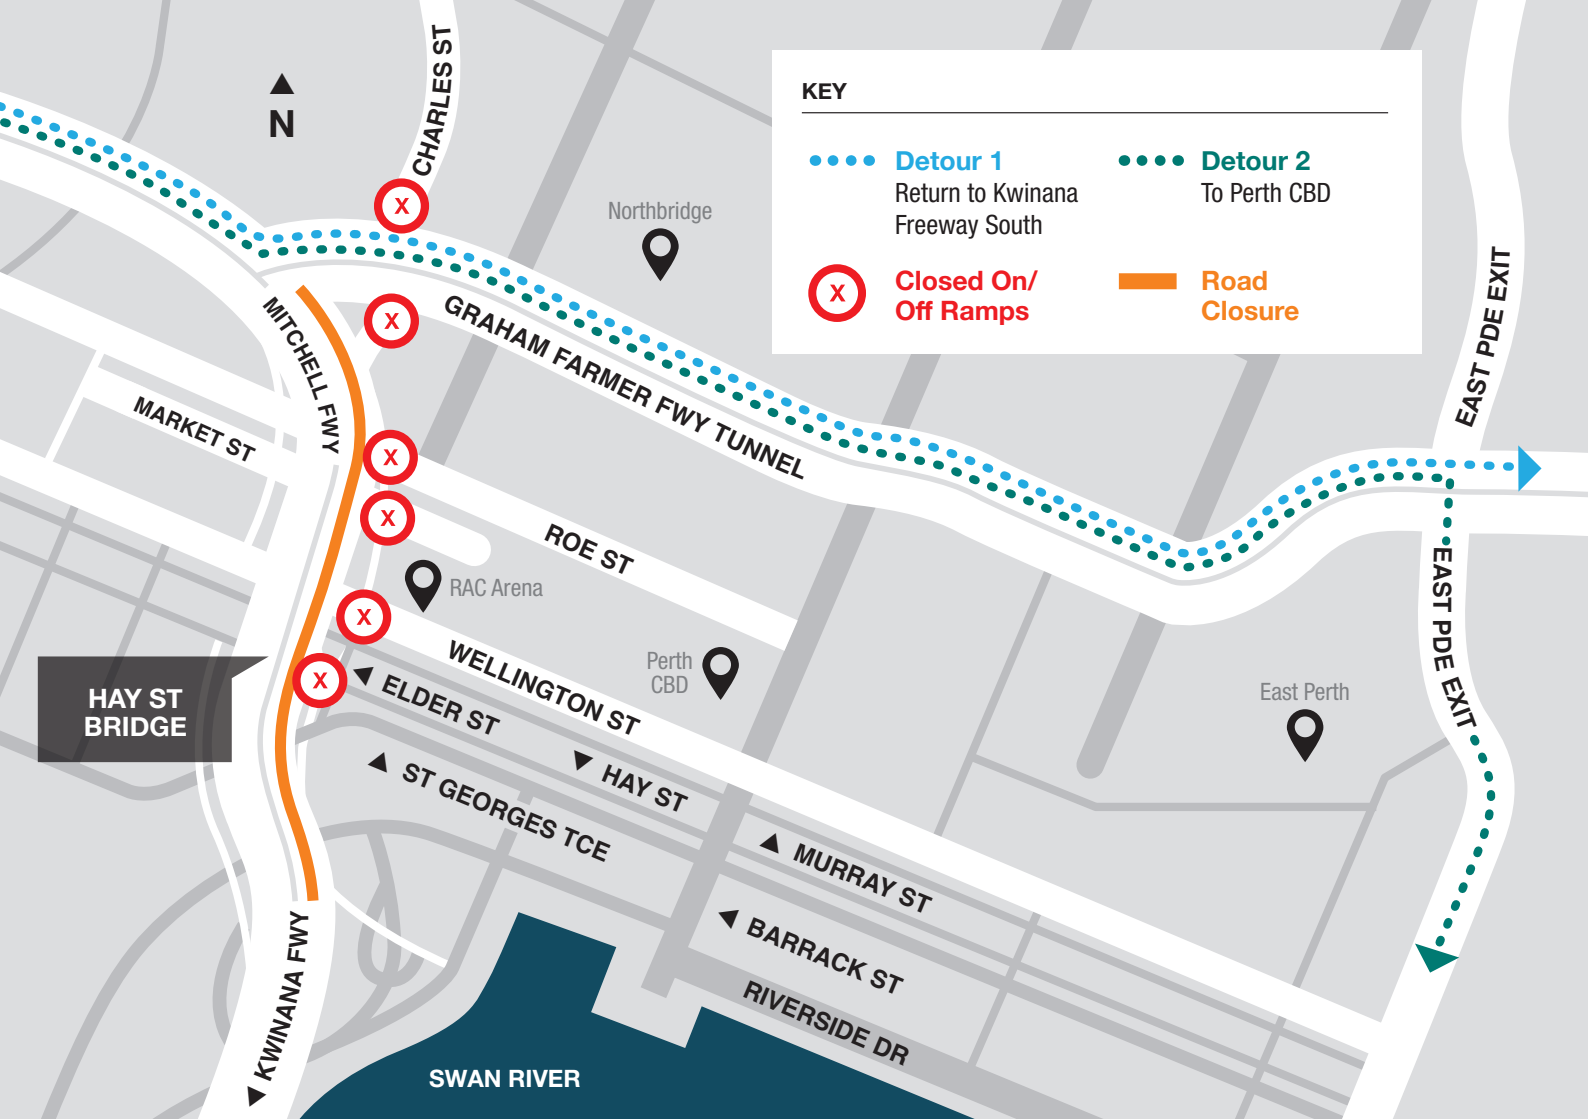 CHARLES ST
N
KEY
Detour 1
Return to Kwinana
Freeway South
Detour 2
To Perth CBD
X
Closed On/
Off Ramps
Road
Closure
X
Northbridge
EAST PDE EXIT
X
MITCHELL FWY
GRAHAM FARMER FWY TUNNEL
MARKET ST
X
X
ROE ST
RAC Arena
X
EAST PDE EXIT
WELLINGTON ST
Perth
CBD
X
ELDER ST
East Perth
HAY ST
BRIDGE
HAY ST
ST GEORGES TCE
MURRAY ST
BARRACK ST
RIVERSIDE DR
KWINANA FWY
SWAN RIVER